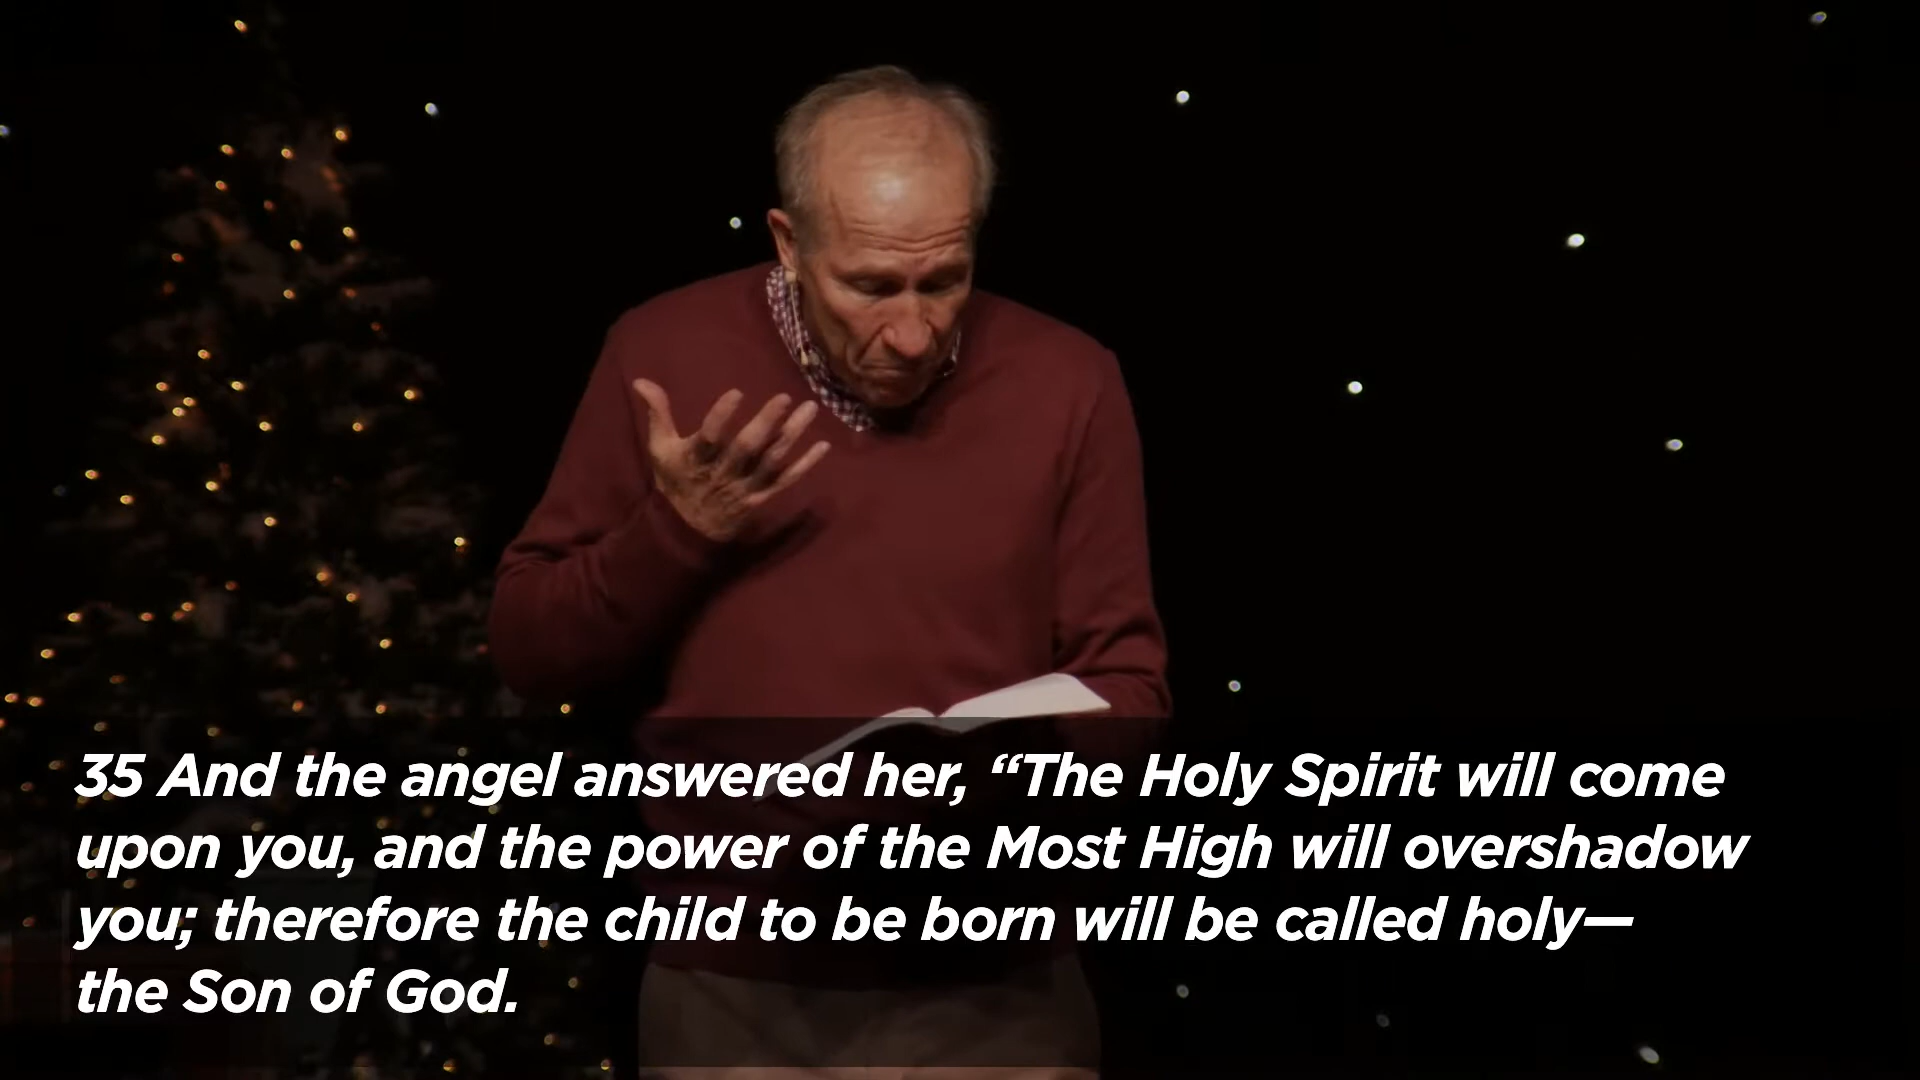 35 And the angel answered her, “The Holy Spirit will come
upon you, and the power of the Most High will overshadow
you; therefore the child to be born will be called holy—
the Son of God.